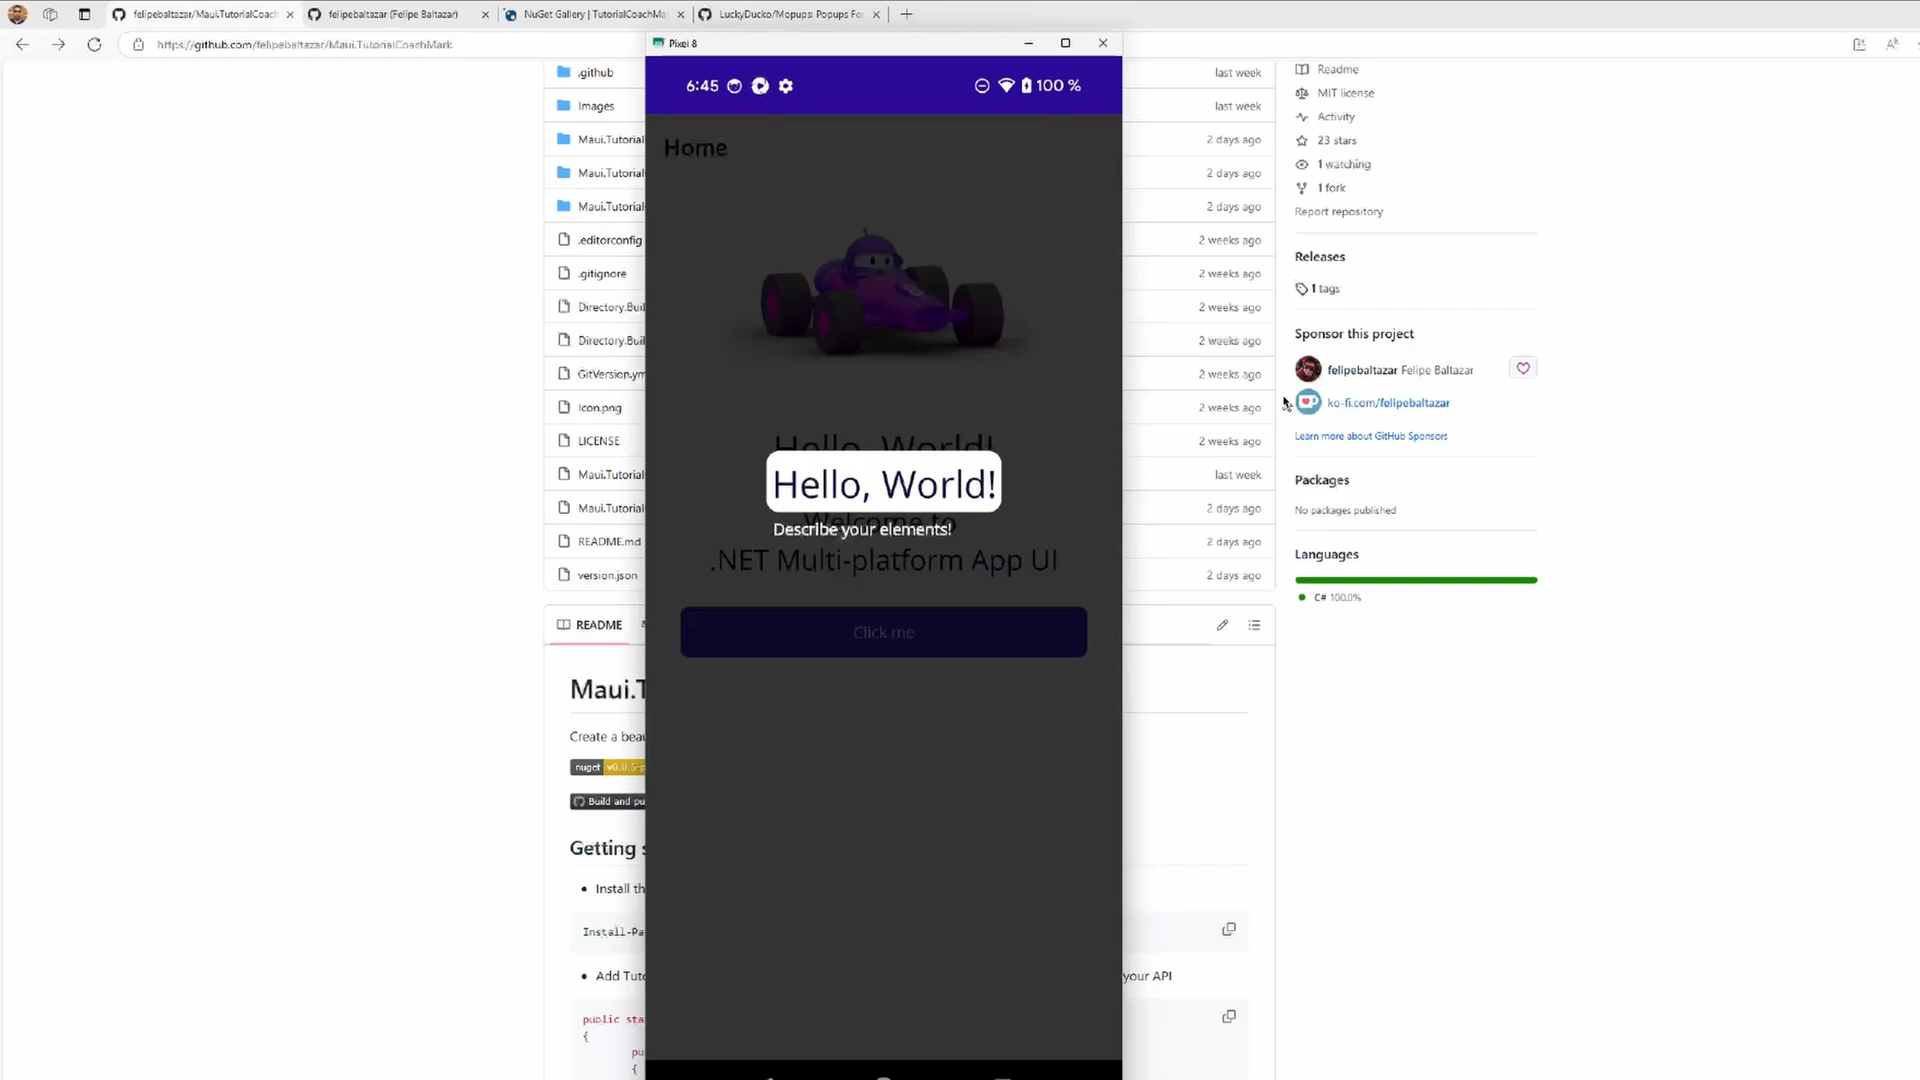 felipebaltazar/Maui.TutorialCoach
felipebaltazar (Felipe Baltazar)
NuGet Gallery | TutorialCoachMa
LuckyDucko/Mopups: Popups For
https://github.com/felipebaltazar/Maui.TutorialCoachMark
Pixel 8
6:45
100 %
Home
Hello, World!
Hello, World!
Welcome to
Describe your elements!
.NET Multi-platform App UI
Click me
.github
last week
Images
last week
Maui.Tutorial
2 days ago
Maui.Tutorial
2 days ago
Maui.Tutorial
2 days ago
.editorconfig
2 weeks ago
.gitignore
2 weeks ago
Directory.Buil
2 weeks ago
Directory.Buil
2 weeks ago
GitVersion.ym
2 weeks ago
Icon.png
2 weeks ago
LICENSE
2 weeks ago
Maui.Tutorial
last week
Maui.Tutorial
2 days ago
README.md
2 days ago
version.json
2 days ago
README
Maui.T
Create a beau
nuget v0.0.5-p
Build and pu
Getting s
Install th
Install-Pa
Add Tuto
your API
public sta
{
pu
{
Readme
MIT license
Activity
23 stars
1 watching
1 fork
Report repository
Releases
1 tags
Sponsor this project
felipebaltazar Felipe Baltazar
ko-fi.com/felipebaltazar
Learn more about GitHub Sponsors
Packages
No packages published
Languages
C# 100.0%